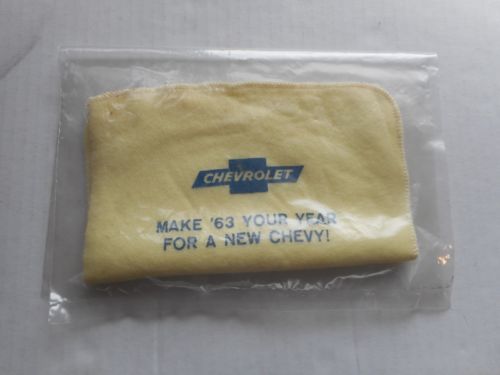 CHEVROLET
MAKE '63 YOUR YEAR
FOR A NEW CHEVY!